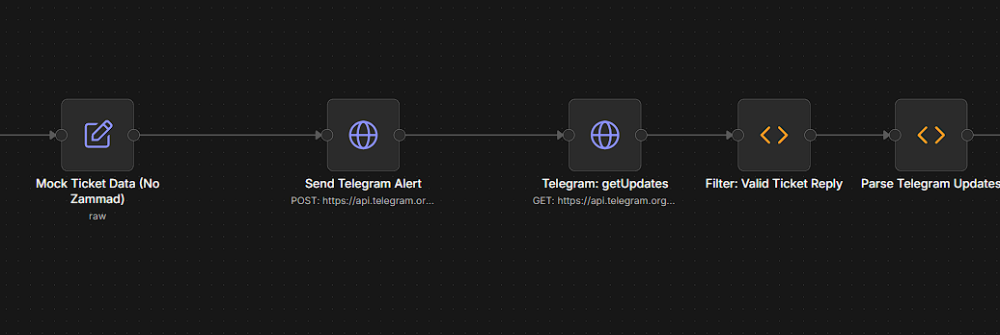 Mock Ticket Data (No
Zammad)
raw
Send Telegram Alert
POST: https://api.telegram.or...
Telegram: getUpdates
GET: https://api.telegram.org...
Filter: Valid Ticket Reply
Parse Telegram Updates